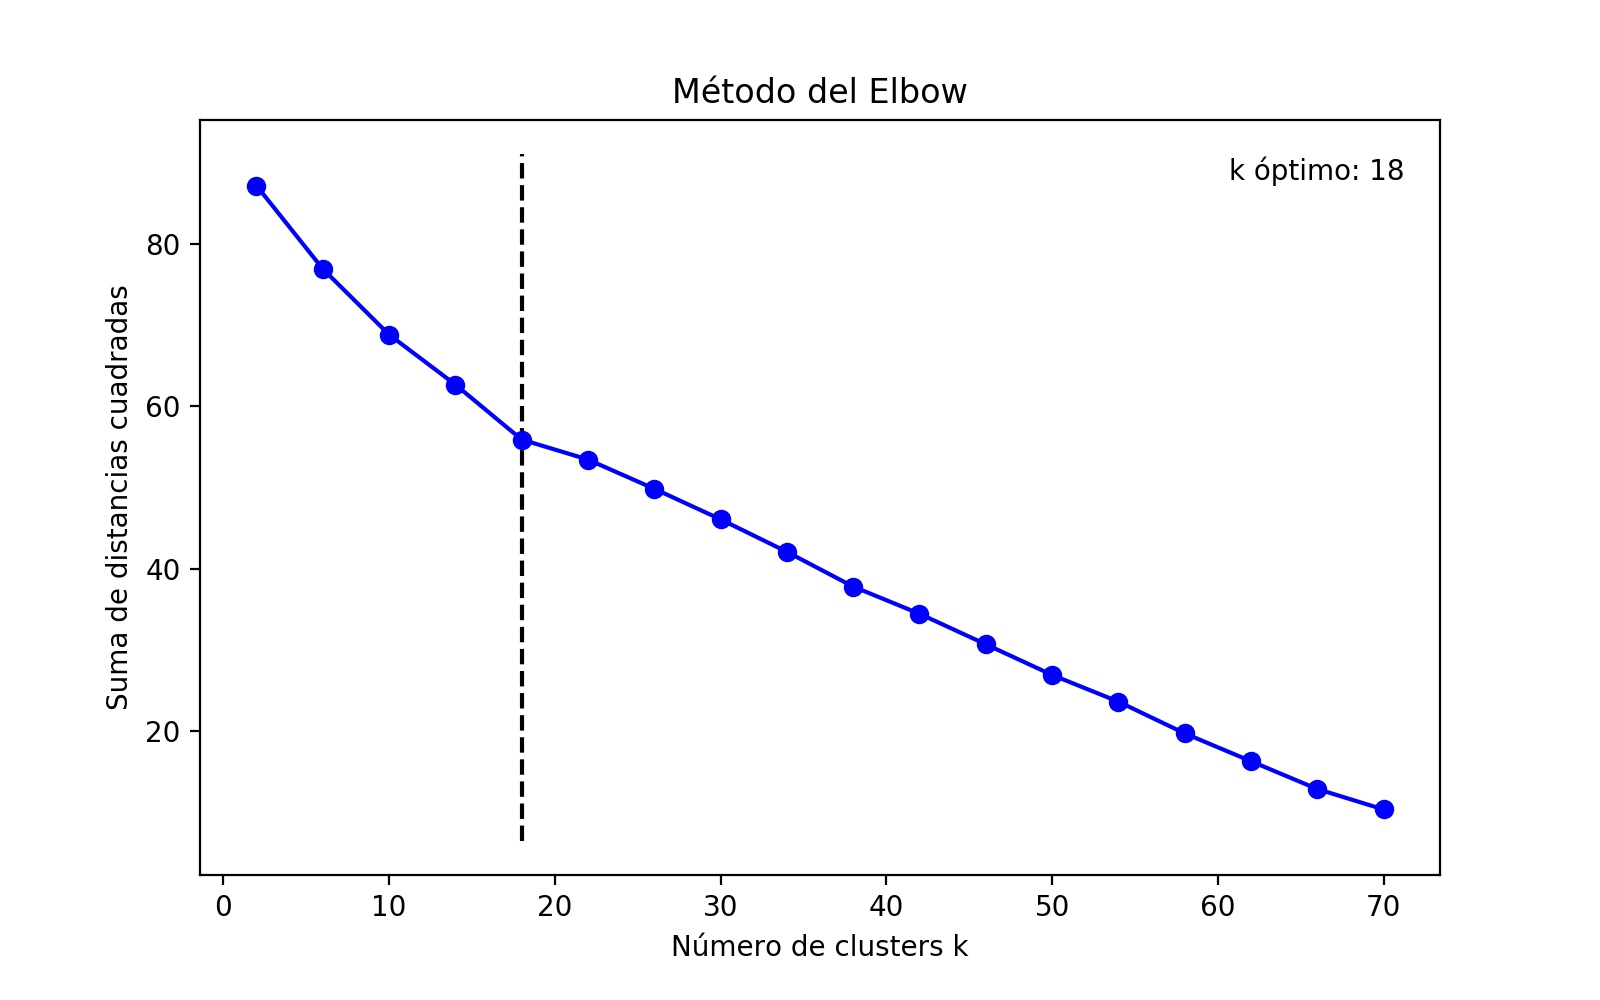 Método del Elbow
k óptimo: 18
Suma de distancias cuadradas
80
60
40
20
0 10 20 30 40 50 60 70
Número de clusters k